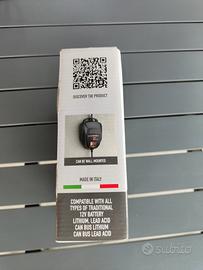 DISCOVER THE PRODUCT
CAN BE WALL MOUNTED
MADE IN ITALY
COMPATIBLE WITH ALL
TYPES OF TRADITIONAL
12V BATTERY
LITHIUM, LEAD ACID
CAN BUS LITHIUM
CAN BUS LEAD ACID
subito